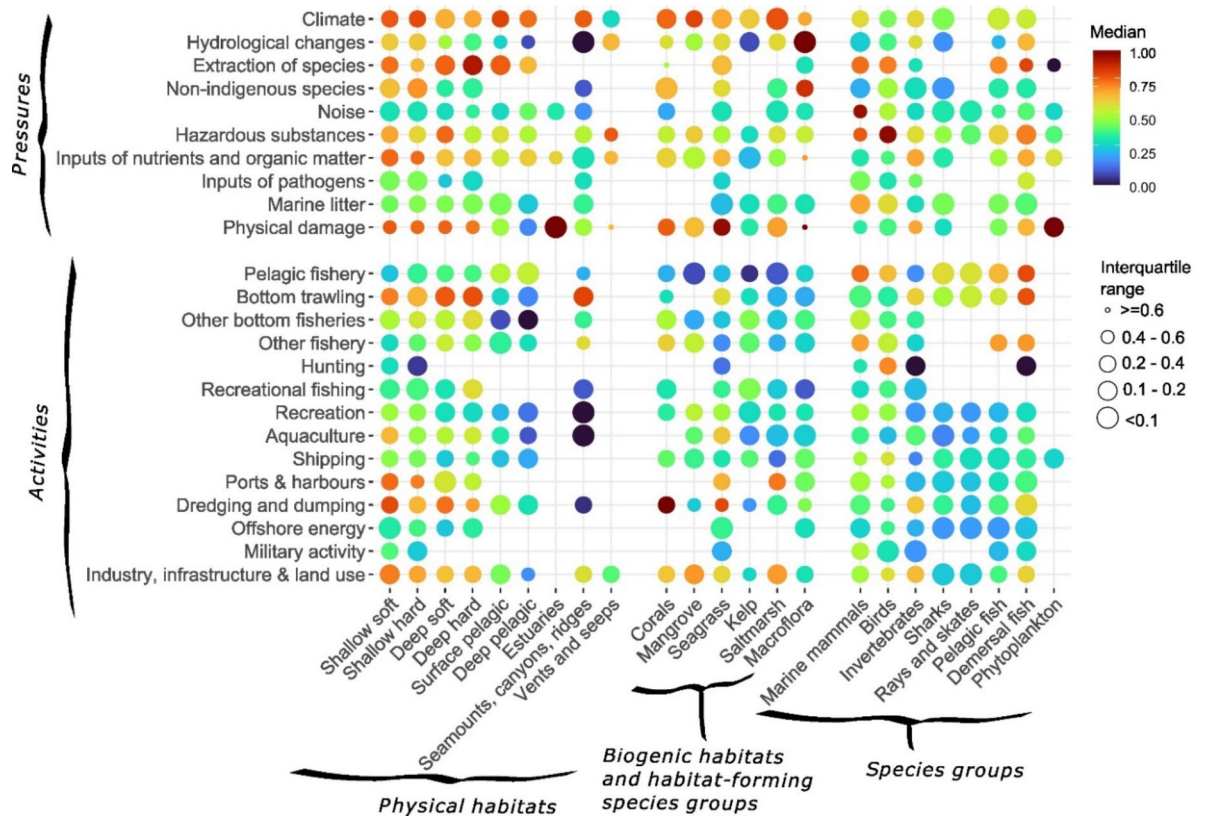 Pressures
Climate
Hydrological changes
Extraction of species
Non-indigenous species
Noise
Hazardous substances
Inputs of nutrients and organic matter
Inputs of pathogens
Marine litter
Physical damage
Activities
Pelagic fishery
Bottom trawling
Other bottom fisheries
Other fishery
Hunting
Recreational fishing
Recreation
Aquaculture
Shipping
Ports & harbours
Dredging and dumping
Offshore energy
Military activity
Industry, infrastructure & land use
Shallow soft
Shallow hard
Deep soft
Deep hard
Surface pelagic
Deep pelagic
Estuaries
Seamounts, canyons, ridges
Vents and seeps
Corals
Mangrove
Seagrass
Kelp
Saltmarsh
Macroflora
Marine mammals
Birds
Invertebrates
Sharks
Rays and skates
Pelagic fish
Demersal fish
Phytoplankton
Physical habitats
Biogenic habitats
and habitat-forming
species groups
Species groups
Median
1.00
0.75
0.50
0.25
0.00
Interquartile
range
>=0.6
0.4 - 0.6
0.2 - 0.4
0.1 - 0.2
<0.1